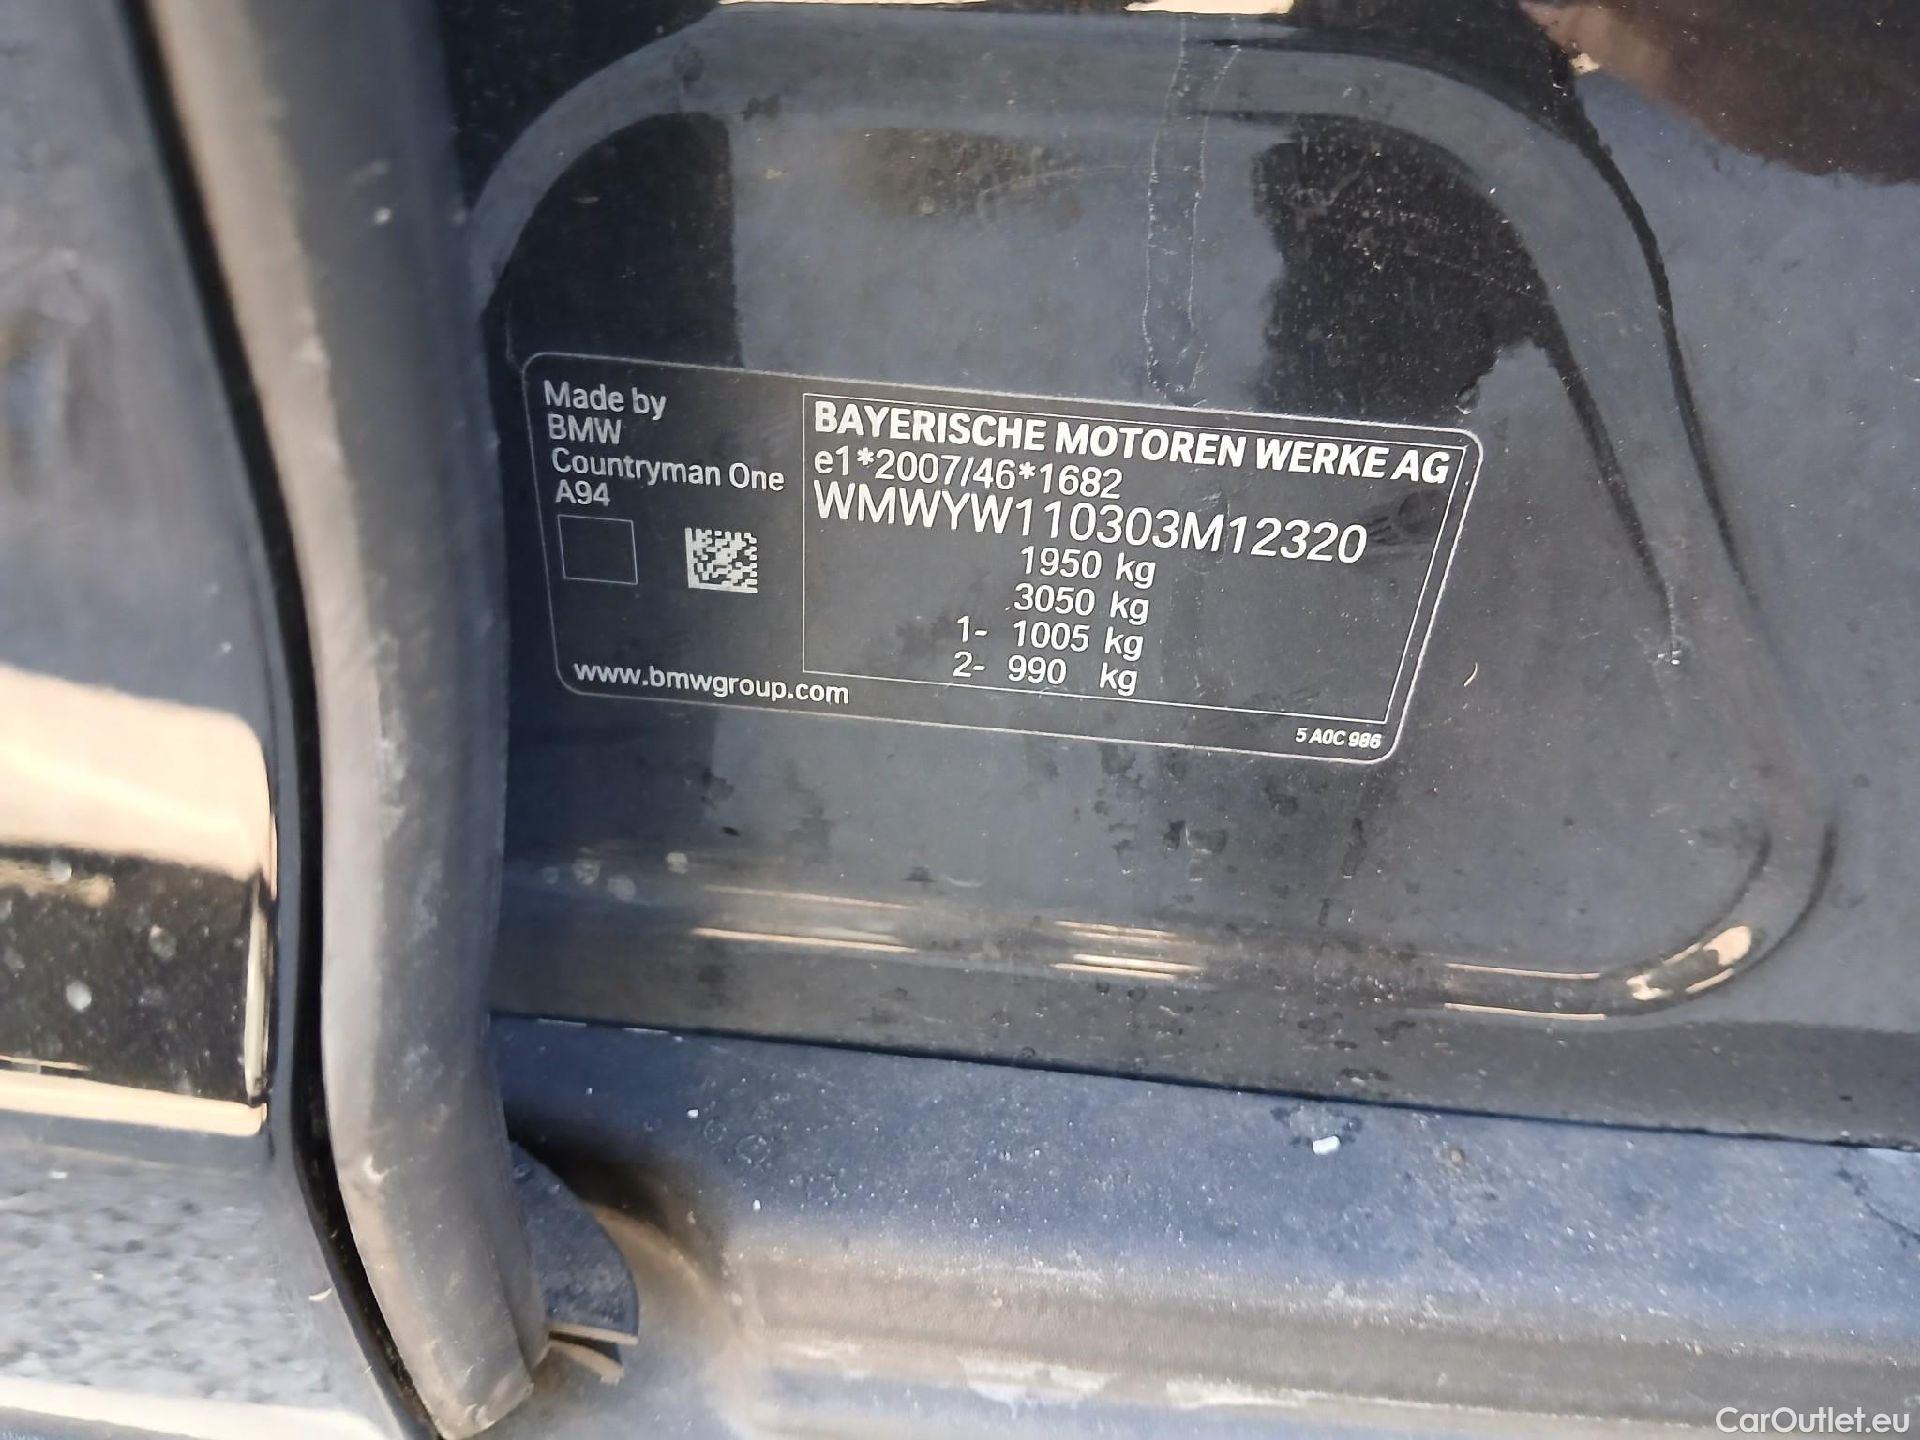 Made by
BMW
Countryman One
A94
www.bmwgroup.com
BAYERISCHE MOTOREN WERKE AG
e1*2007/46*1682
WMWYW110303M12320
1950 kg
3050 kg
1- 1005 kg
2- 990 kg
5 A0C 986
CarOutlet.eu